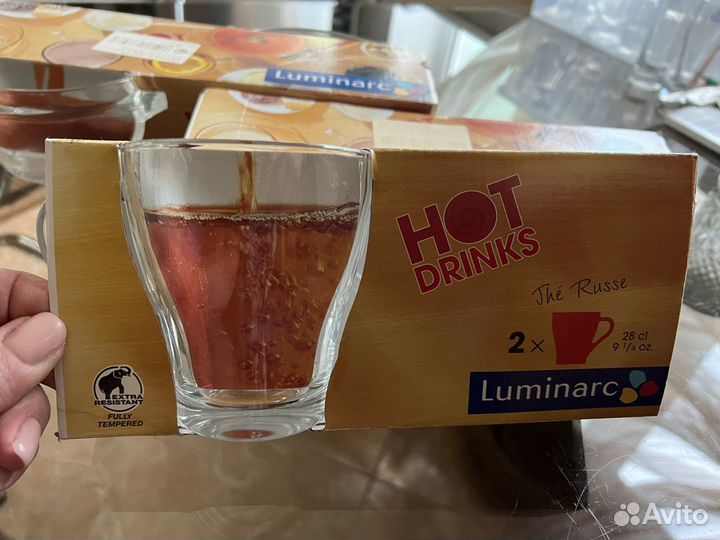 Luminarc
HOT
DRINKS
Thé Russe
2 x
28 cl
9 1/4 oz.
Luminarc
EXTRA
RESISTANT
FULLY
TEMPERED
Avito